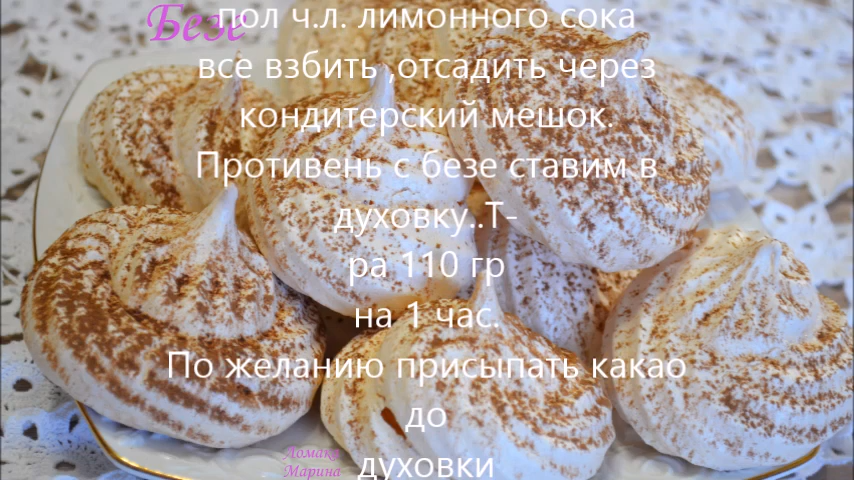 Безе
пол ч.л. лимонного сока
все взбить ,отсадить через
кондитерский мешок.
Противень с безе ставим в
духовку..Т-
ра 110 гр
на 1 час.
По желанию присыпать какао
до
духовки
Ломака
Марина